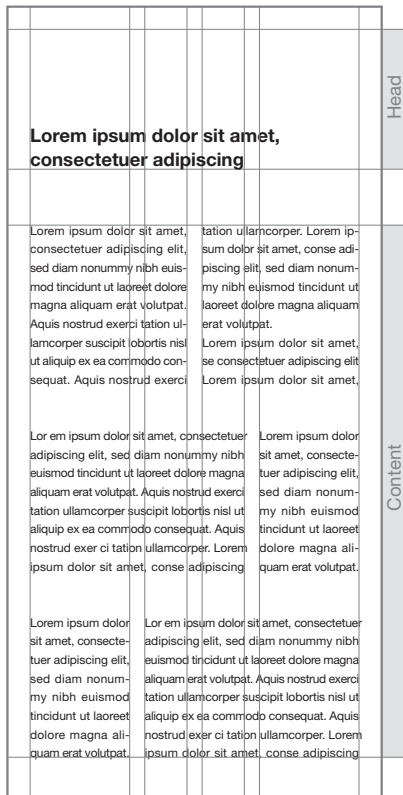 Head
Lorem ipsum dolor sit amet,
consectetuer adipiscing
Content
Lorem ipsum dolor sit amet,
consectetuer adipiscing elit,
sed diam nonummy nibh euis-
mod tincidunt ut laoreet dolore
magna aliquam erat volutpat.
Aquis nostrud exerci tation ul-
lamcorper suscipit lobortis nisl
ut aliquip ex ea commodo con-
sequat. Aquis nostrud exerci
tation ullamcorper. Lorem ip-
sum dolor sit amet, conse adi-
piscing elit, sed diam nonum-
my nibh euismod tincidunt ut
laoreet dolore magna aliquam
erat volutpat.
Lorem ipsum dolor sit amet,
se consectetuer adipiscing elit
Lorem ipsum dolor sit amet,
Lor em ipsum dolor sit amet, consectetuer
adipiscing elit, sed diam nonummy nibh
euismod tincidunt ut laoreet dolore magna
aliquam erat volutpat. Aquis nostrud exerci
tation ullamcorper suscipit lobortis nisl ut
aliquip ex ea commodo consequat. Aquis
nostrud exer ci tation ullamcorper. Lorem
ipsum dolor sit amet, conse adipiscing
Lorem ipsum dolor
sit amet, consecte-
tuer adipiscing elit,
sed diam nonum-
my nibh euismod
tincidunt ut laoreet
dolore magna ali-
quam erat volutpat.
Lorem ipsum dolor
sit amet, consecte-
tuer adipiscing elit,
sed diam nonum-
my nibh euismod
tincidunt ut laoreet
dolore magna ali-
quam erat volutpat.
Lor em ipsum dolor sit amet, consectetuer
adipiscing elit, sed diam nonummy nibh
euismod tincidunt ut laoreet dolore magna
aliquam erat volutpat. Aquis nostrud exerci
tation ullamcorper suscipit lobortis nisl ut
aliquip ex ea commodo consequat. Aquis
nostrud exer ci tation ullamcorper. Lorem
ipsum dolor sit amet, conse adipiscing